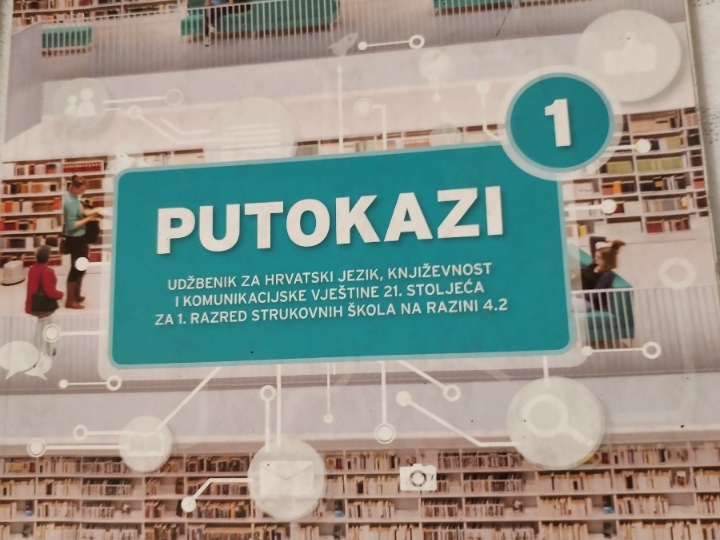 1
PUTOKAZI
UDŽBENIK ZA HRVATSKI JEZIK, KNJIŽEVNOST
I KOMUNIKACIJSKE VJEŠTINE 21. STOLJEĆA
ZA 1. RAZRED STRUKOVNIH ŠKOLA NA RAZINI 4.2